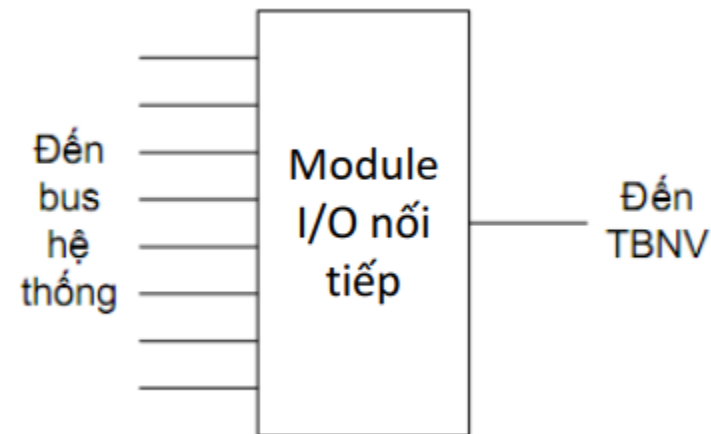 Đến
bus
hệ
thống
Module
I/O nối
tiếp
Đến
TBNV